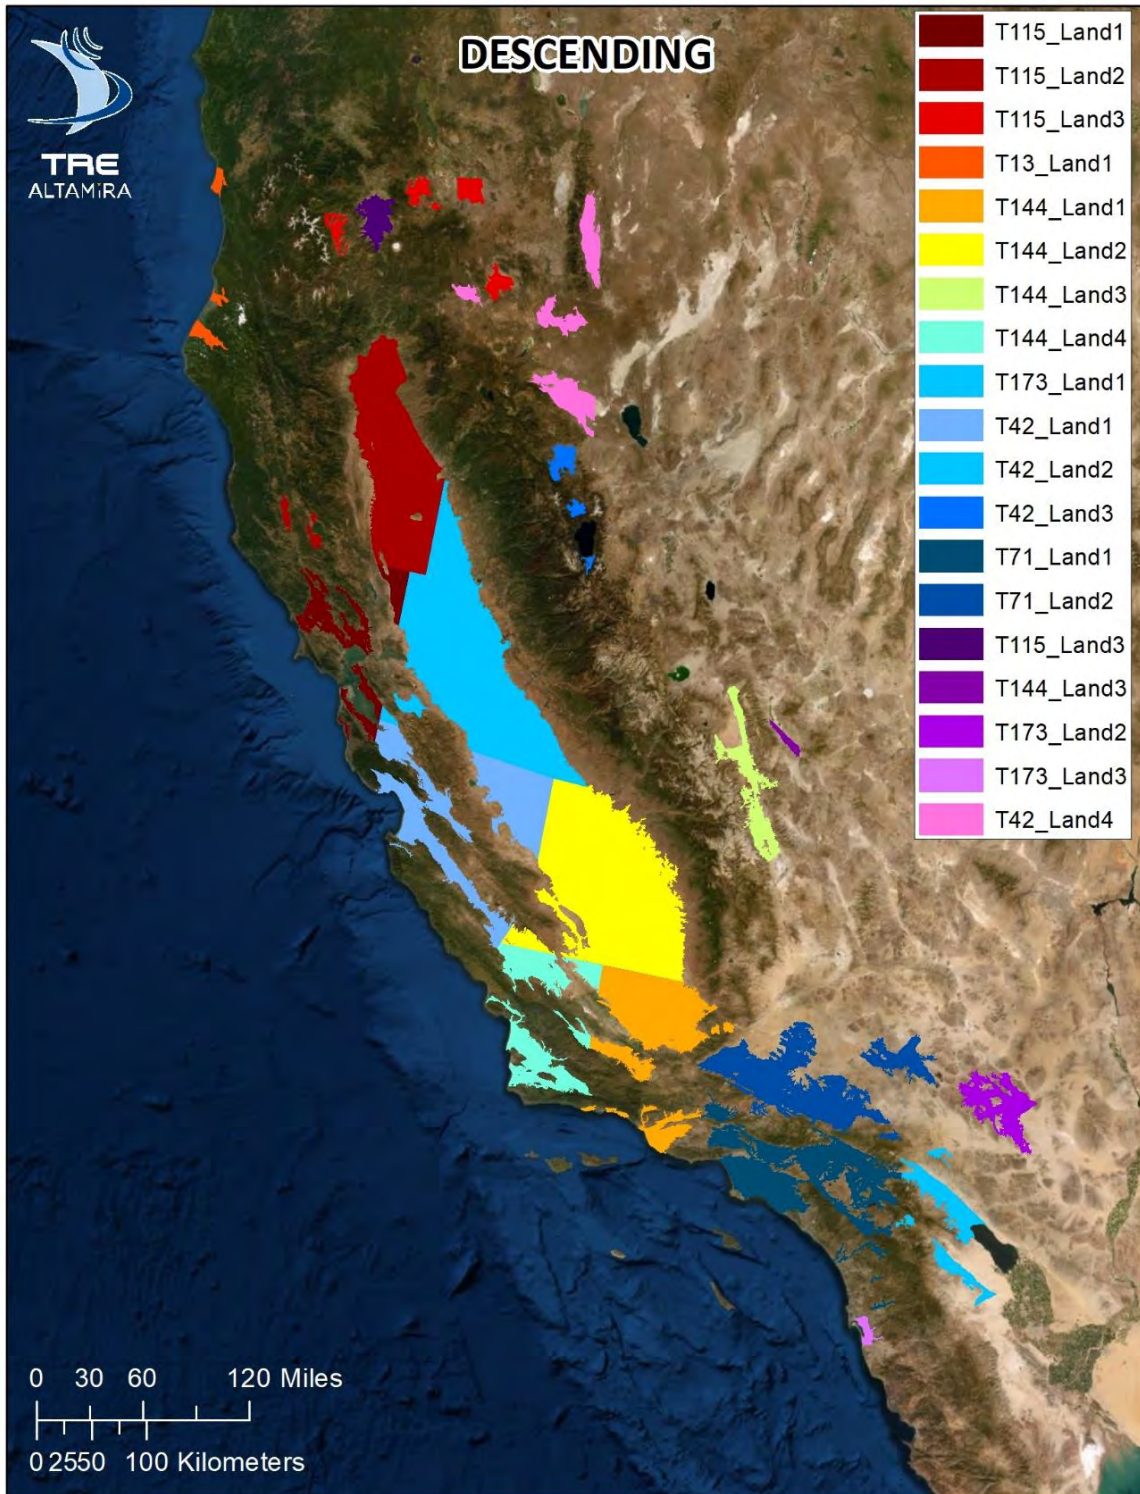 DESCENDING
TRE
ALTAMIRA
T115_Land1
T115_Land2
T115_Land3
T13_Land1
T144_Land1
T144_Land2
T144_Land3
T144_Land4
T173_Land1
T42_Land1
T42_Land2
T42_Land3
T71_Land1
T71_Land2
T115_Land3
T144_Land3
T173_Land2
T173_Land3
T42_Land4
0 30 60 120 Miles
0 25 50 100 Kilometers